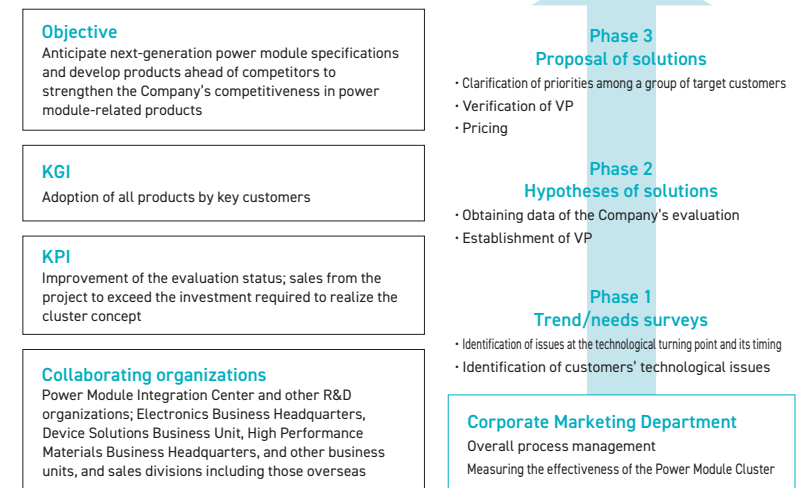 Objective
Anticipate next-generation power module specifications
and develop products ahead of competitors to
strengthen the Company's competitiveness in power
module-related products
KGI
Adoption of all products by key customers
KPI
Improvement of the evaluation status; sales from the
project to exceed the investment required to realize the
cluster concept
Collaborating organizations
Power Module Integration Center and other R&D
organizations; Electronics Business Headquarters,
Device Solutions Business Unit, High Performance
Materials Business Headquarters, and other business
units, and sales divisions including those overseas
Phase 3
Proposal of solutions
・Clarification of priorities among a group of target customers
・Verification of VP
・Pricing
Phase 2
Hypotheses of solutions
・Obtaining data of the Company's evaluation
・Establishment of VP
Phase 1
Trend/needs surveys
・Identification of issues at the technological turning point and its timing
・Identification of customers' technological issues
Corporate Marketing Department
Overall process management
Measuring the effectiveness of the Power Module Cluster